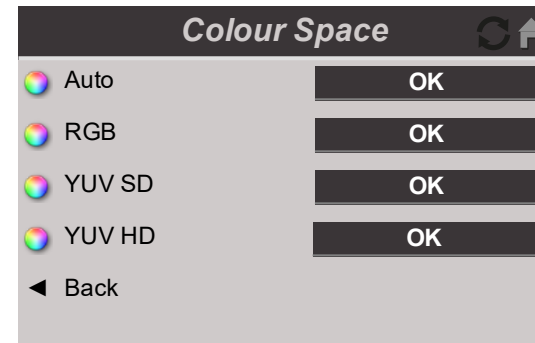 Colour Space
Auto OK
RGB OK
YUV SD OK
YUV HD OK
◄ Back